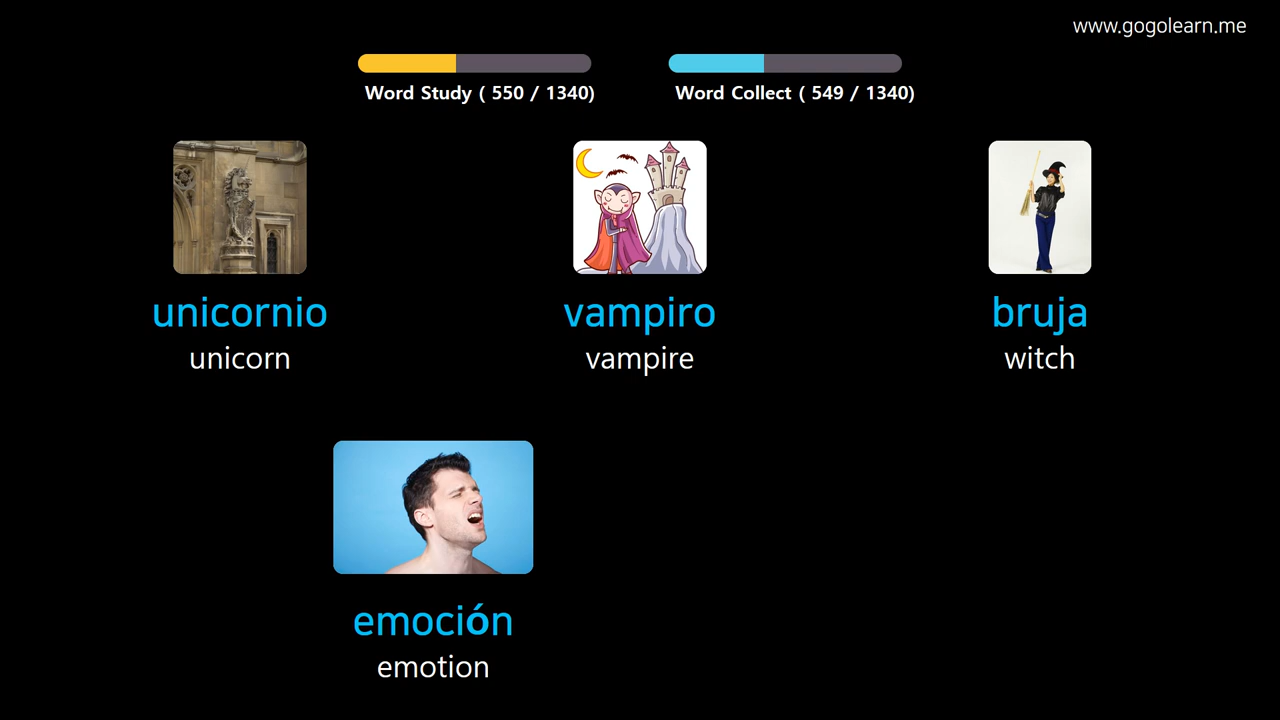 www.gogolearn.me
Word Study ( 550 / 1340)
Word Collect ( 549 / 1340)
unicornio
unicorn
vampiro
vampire
bruja
witch
emoción
emotion